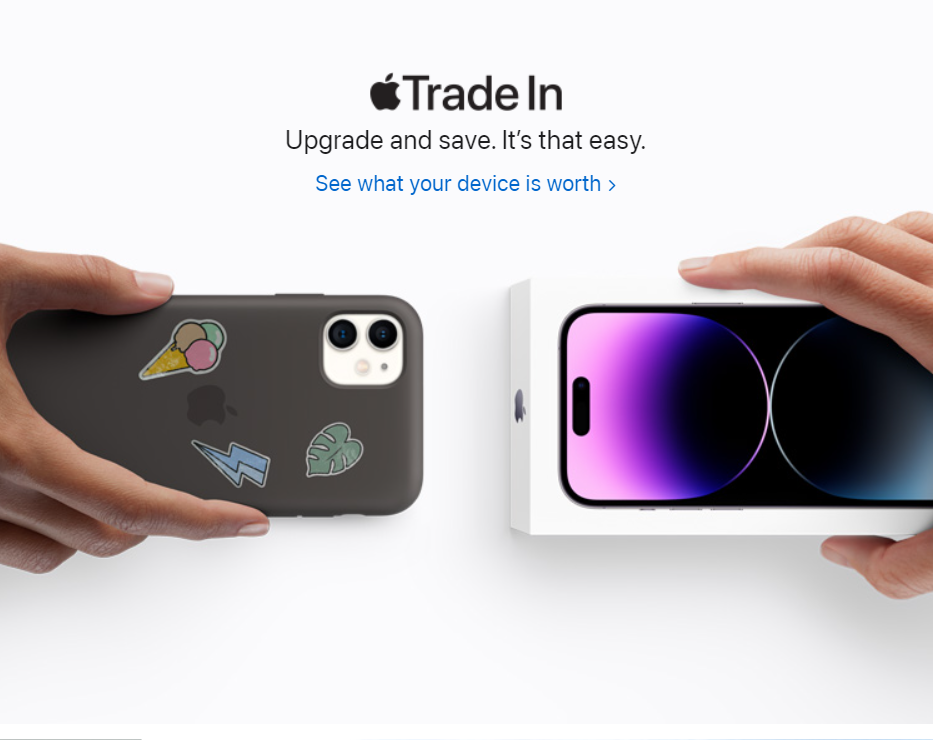 Trade In
Upgrade and save. It’s that easy.
See what your device is worth >